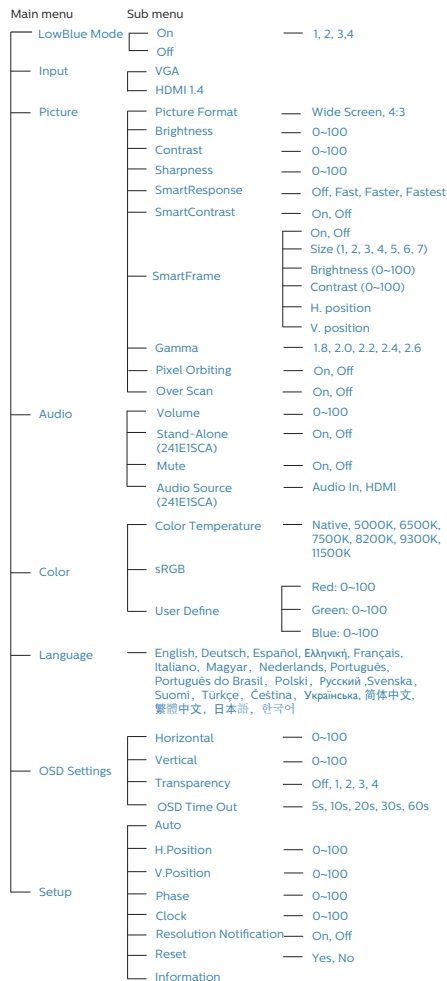 Main menu Sub menu
LowBlue Mode On 1, 2, 3,4
Off
Input VGA
HDMI 1.4
Picture Picture Format Wide Screen, 4:3
Brightness 0~100
Contrast 0~100
Sharpness 0~100
SmartResponse Off, Fast, Faster, Fastest
SmartContrast On, Off
SmartFrame On, Off
Size (1, 2, 3, 4, 5, 6, 7)
Brightness (0~100)
Contrast (0~100)
H. position
V. position
Gamma 1.8, 2.0, 2.2, 2.4, 2.6
Pixel Orbiting On, Off
Over Scan On, Off
Audio Volume 0~100
Stand-Alone On, Off
(241E1SCA)
Mute On, Off
Audio Source Audio In, HDMI
(241E1SCA)
Color Color Temperature Native, 5000K, 6500K,
7500K, 8200K, 9300K,
11500K
sRGB
User Define Red: 0~100
Green: 0~100
Blue: 0~100
Language English, Deutsch, Español, Ελληνική, Français,
Italiano, Magyar, Nederlands, Português,
Português do Brasil, Polski, Русский ,Svenska,
Suomi, Türkçe, Čeština, Українська, 简体中文,
繁體中文, 日本語, 한국어
OSD Settings Horizontal 0~100
Vertical 0~100
Transparency Off, 1, 2, 3, 4
OSD Time Out 5s, 10s, 20s, 30s, 60s
Setup Auto
H.Position 0~100
V.Position 0~100
Phase 0~100
Clock 0~100
Resolution Notification On, Off
Reset Yes, No
Information